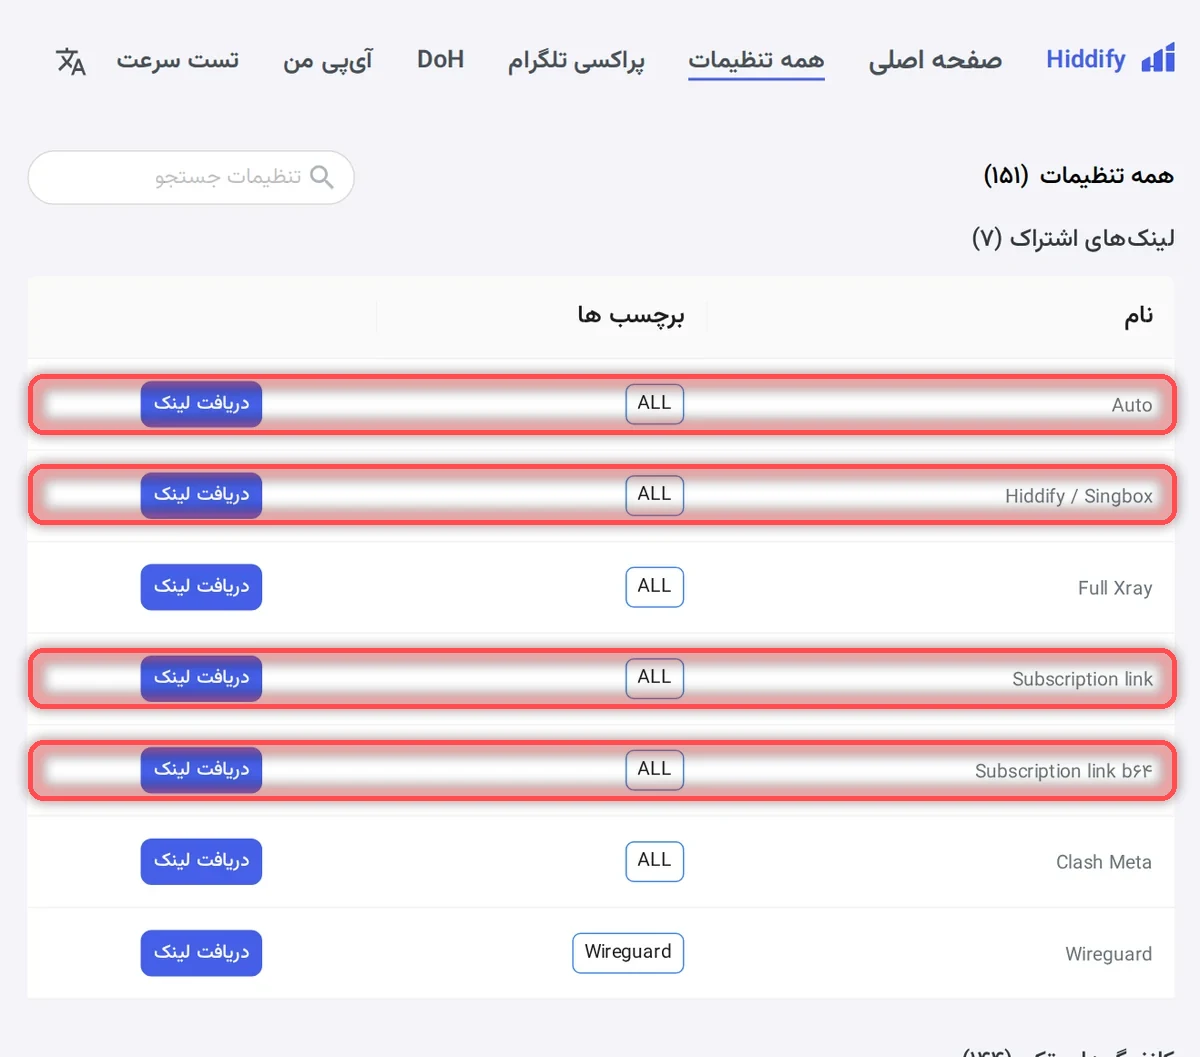 Hiddify صفحه اصلی همه تنظیمات پراکسی تلگرام DoH آی‌پی من تست سرعت
همه تنظیمات (۱۵۱)
تنظیمات جستجو
لینک‌های اشتراک (۷)
نام برچسب ها
Auto ALL دریافت لینک
Hiddify / Singbox ALL دریافت لینک
Full Xray ALL دریافت لینک
Subscription link ALL دریافت لینک
Subscription link b۶۴ ALL دریافت لینک
Clash Meta ALL دریافت لینک
Wireguard Wireguard دریافت لینک